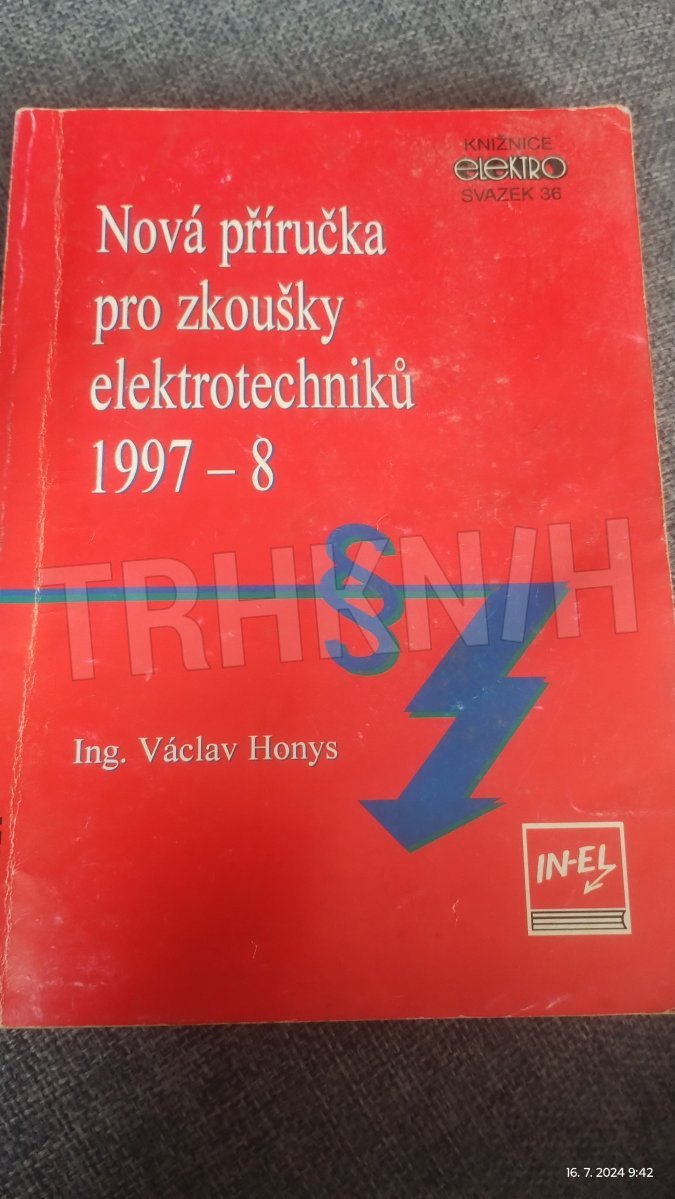 KNIŽNICE
elektro
SVAZEK 36
Nová příručka
pro zkoušky
elektrotechniků
1997 – 8
§
TRHKNIH
Ing. Václav Honys
IN-EL
16. 7. 2024 9:42